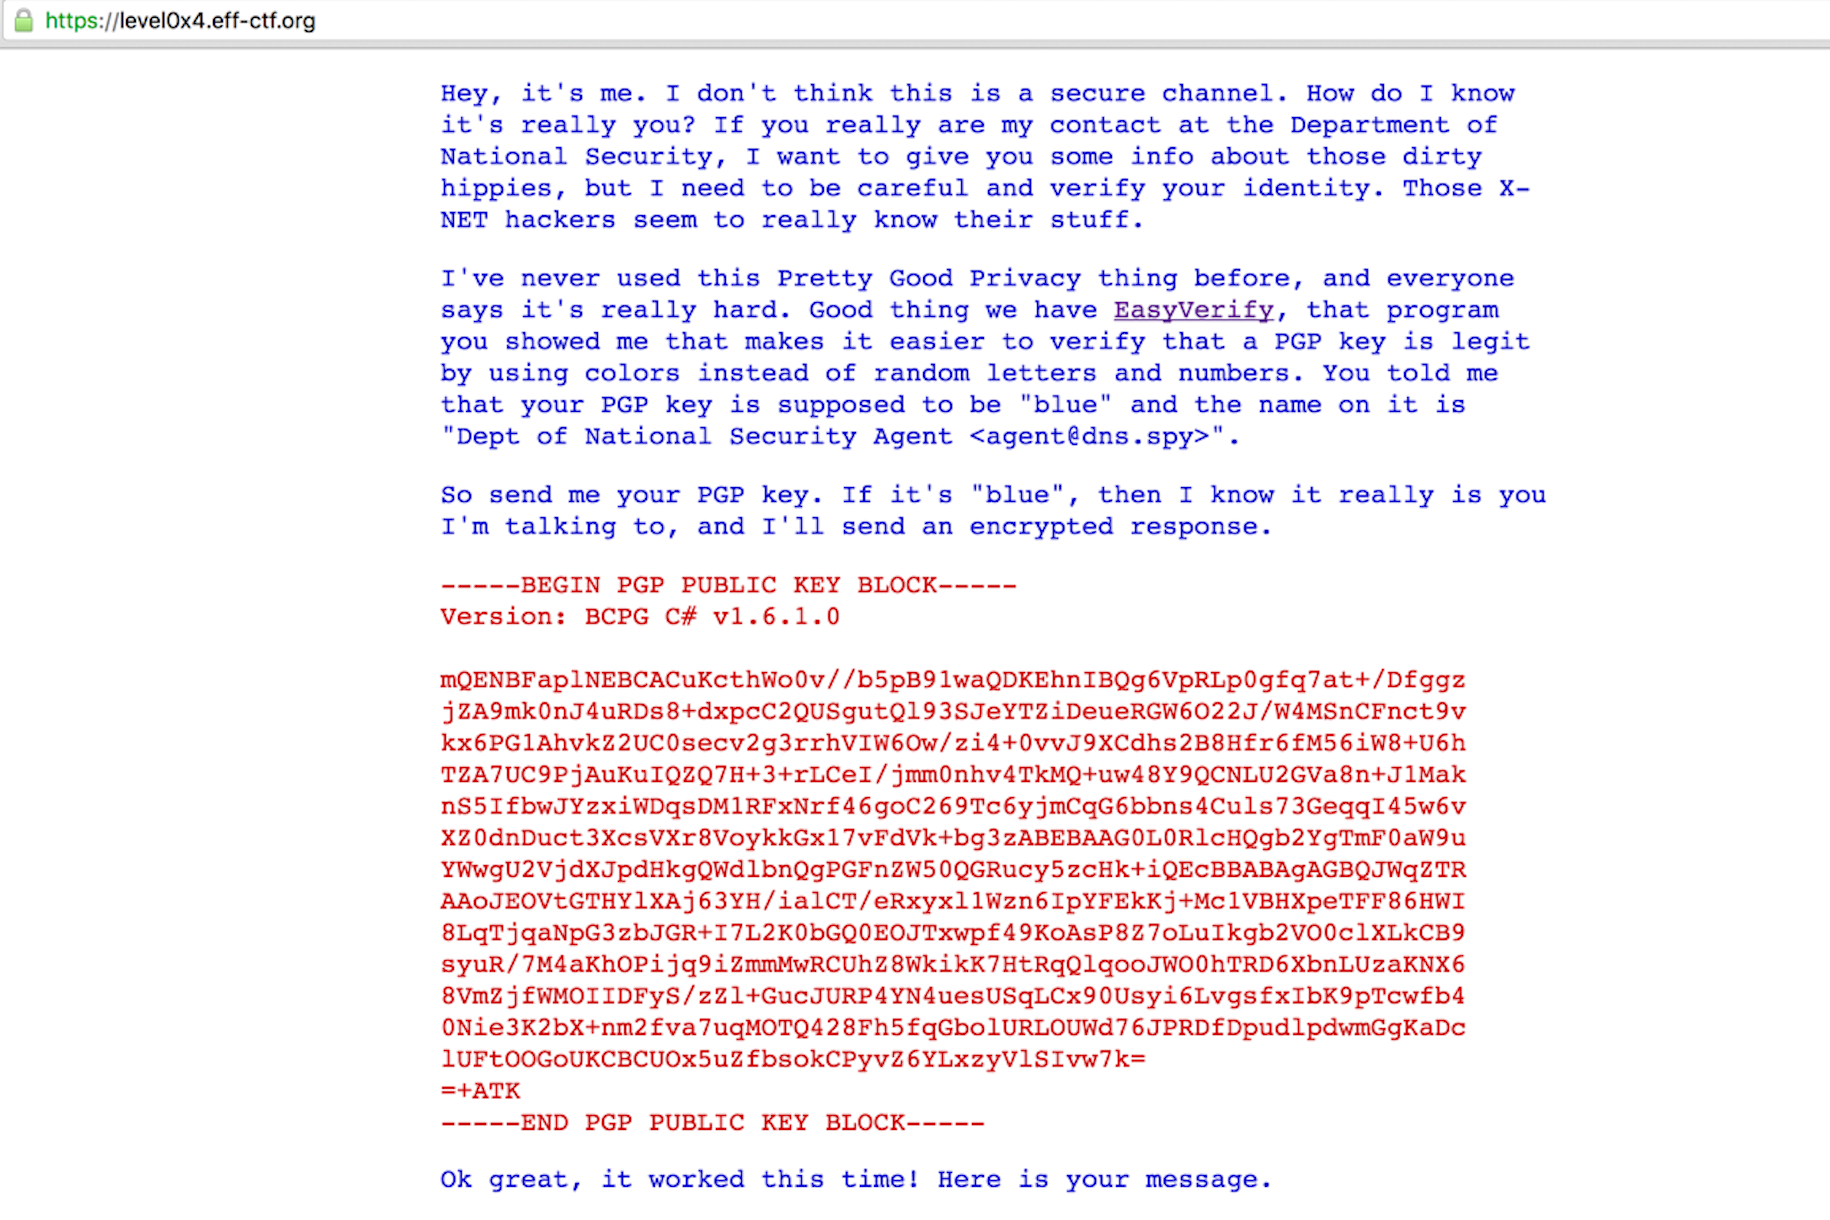 https://level0x4.eff-ctf.org
Hey, it's me. I don't think this is a secure channel. How do I know
it's really you? If you really are my contact at the Department of
National Security, I want to give you some info about those dirty
hippies, but I need to be careful and verify your identity. Those X-
NET hackers seem to really know their stuff.
I've never used this Pretty Good Privacy thing before, and everyone
says it's really hard. Good thing we have EasyVerify, that program
you showed me that makes it easier to verify that a PGP key is legit
by using colors instead of random letters and numbers. You told me
that your PGP key is supposed to be "blue" and the name on it is
"Dept of National Security Agent <agent@dns.spy>".
So send me your PGP key. If it's "blue", then I know it really is you
I'm talking to, and I'll send an encrypted response.
-----BEGIN PGP PUBLIC KEY BLOCK-----
Version: BCPG C# v1.6.1.0
mQENBFaplNEBCACuKcthWo0v//b5pB91waQDKEhnIBQg6VpRLp0gfq7at+/Dfggz
jZA9mk0nJ4uRDs8+dxpcC2QUSgutQl93SJeYTZiDeueRGW6O22J/W4MSnCFnct9v
kx6PG1AhvkZ2UC0secv2g3rrhVIW6Ow/zi4+0vvJ9XCdhs2B8Hfr6fM56iW8+U6h
TZA7UC9PjAuKuIQZQ7H+3+rLCeI/jmm0nhv4TkMQ+uw48Y9QCNLU2GVa8n+J1Mak
nS5IfbwJYzxiWDqsDM1RFxNrf46goC269Tc6yjmCqG6bbns4Culs73GeqqI45w6v
XZ0dnDuct3XcsVXr8VoykkGx17vFdVk+bg3zABEBAAG0L0RlcHQgb2YgTmF0aW9u
YWwgU2VjdXJpdHkgQWdlbnQgPGFnZW50QGRucy5zcHk+iQEcBBABAgAGBQJWqZTR
AAoJEOVtGTHYlXAj63YH/ialCT/eRxyxl1Wzn6IpYFEkKj+Mc1VBHXpeTFF86HWI
8LqTjqaNpG3zbJGR+I7L2K0bGQ0EOJTxwpf49KoAsP8Z7oLuIkgb2VO0clXLkCB9
syuR/7M4aKhOPijq9iZmmMwRCUhZ8WkikK7HtRqQlqooJWO0hTRD6XbnLUzaKNX6
8VmZjfWMOIIDFyS/zZl+GucJURP4YN4uesUSqLCx90Usyi6LvgsfxIbK9pTcwfb4
0Nie3K2bX+nm2fva7uqMOTQ428Fh5fqGbolURLOUWd76JPRDfDpudlpdwmGgKaDc
lUFtOOGoUKCBCUOx5uZfbsokCPyvZ6YLxzyVlSIvw7k=
=+ATK
-----END PGP PUBLIC KEY BLOCK-----
Ok great, it worked this time! Here is your message.